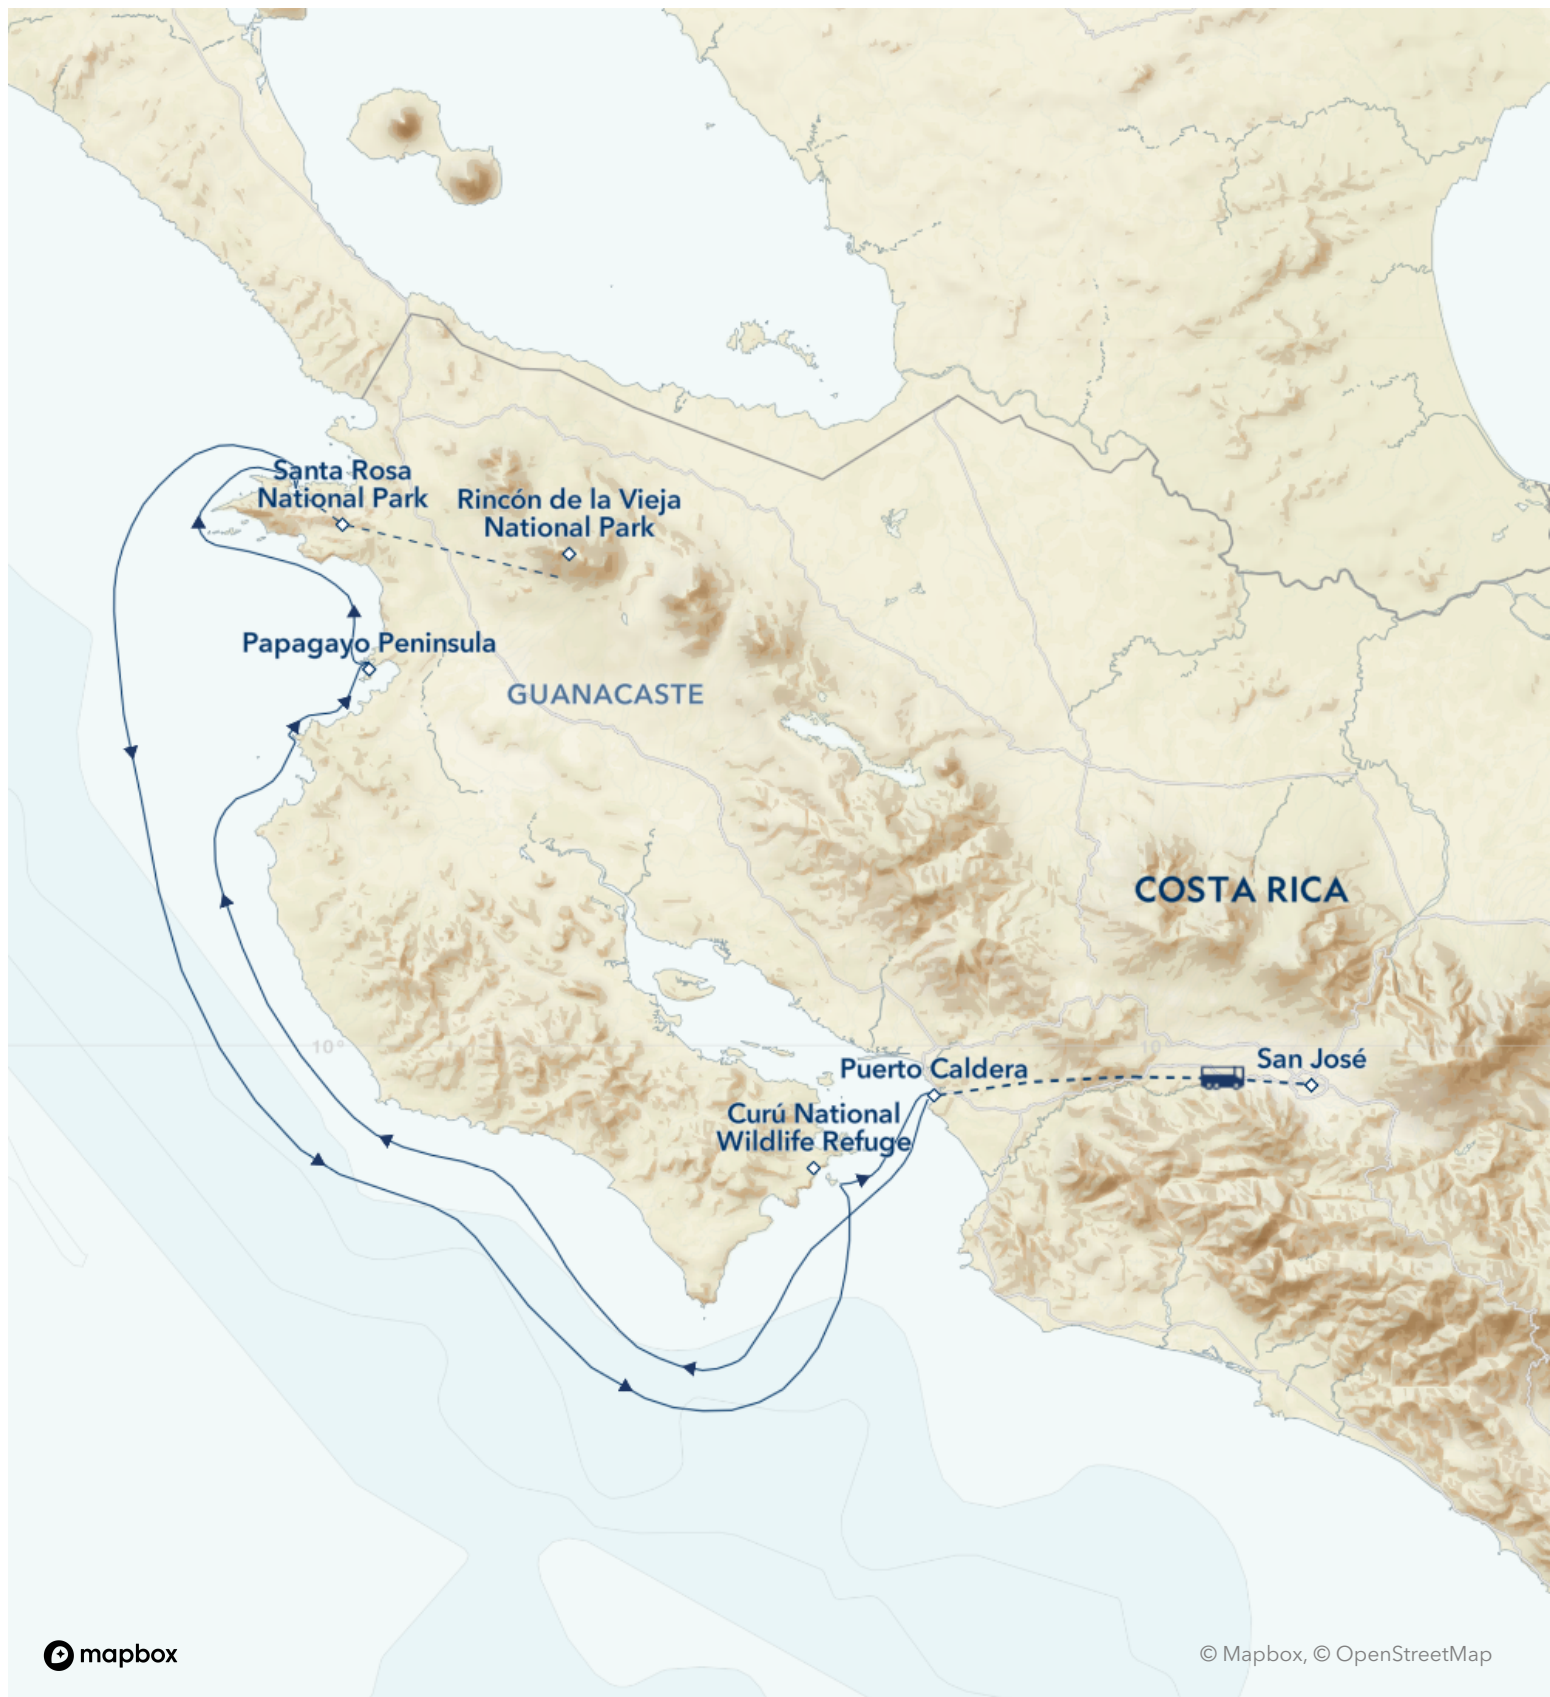 Santa Rosa
National Park
Rincón de la Vieja
National Park
Papagayo Peninsula
GUANACASTE
COSTA RICA
10°
10°
San José
Puerto Caldera
Curú National
Wildlife Refuge
mapbox
© Mapbox, © OpenStreetMap